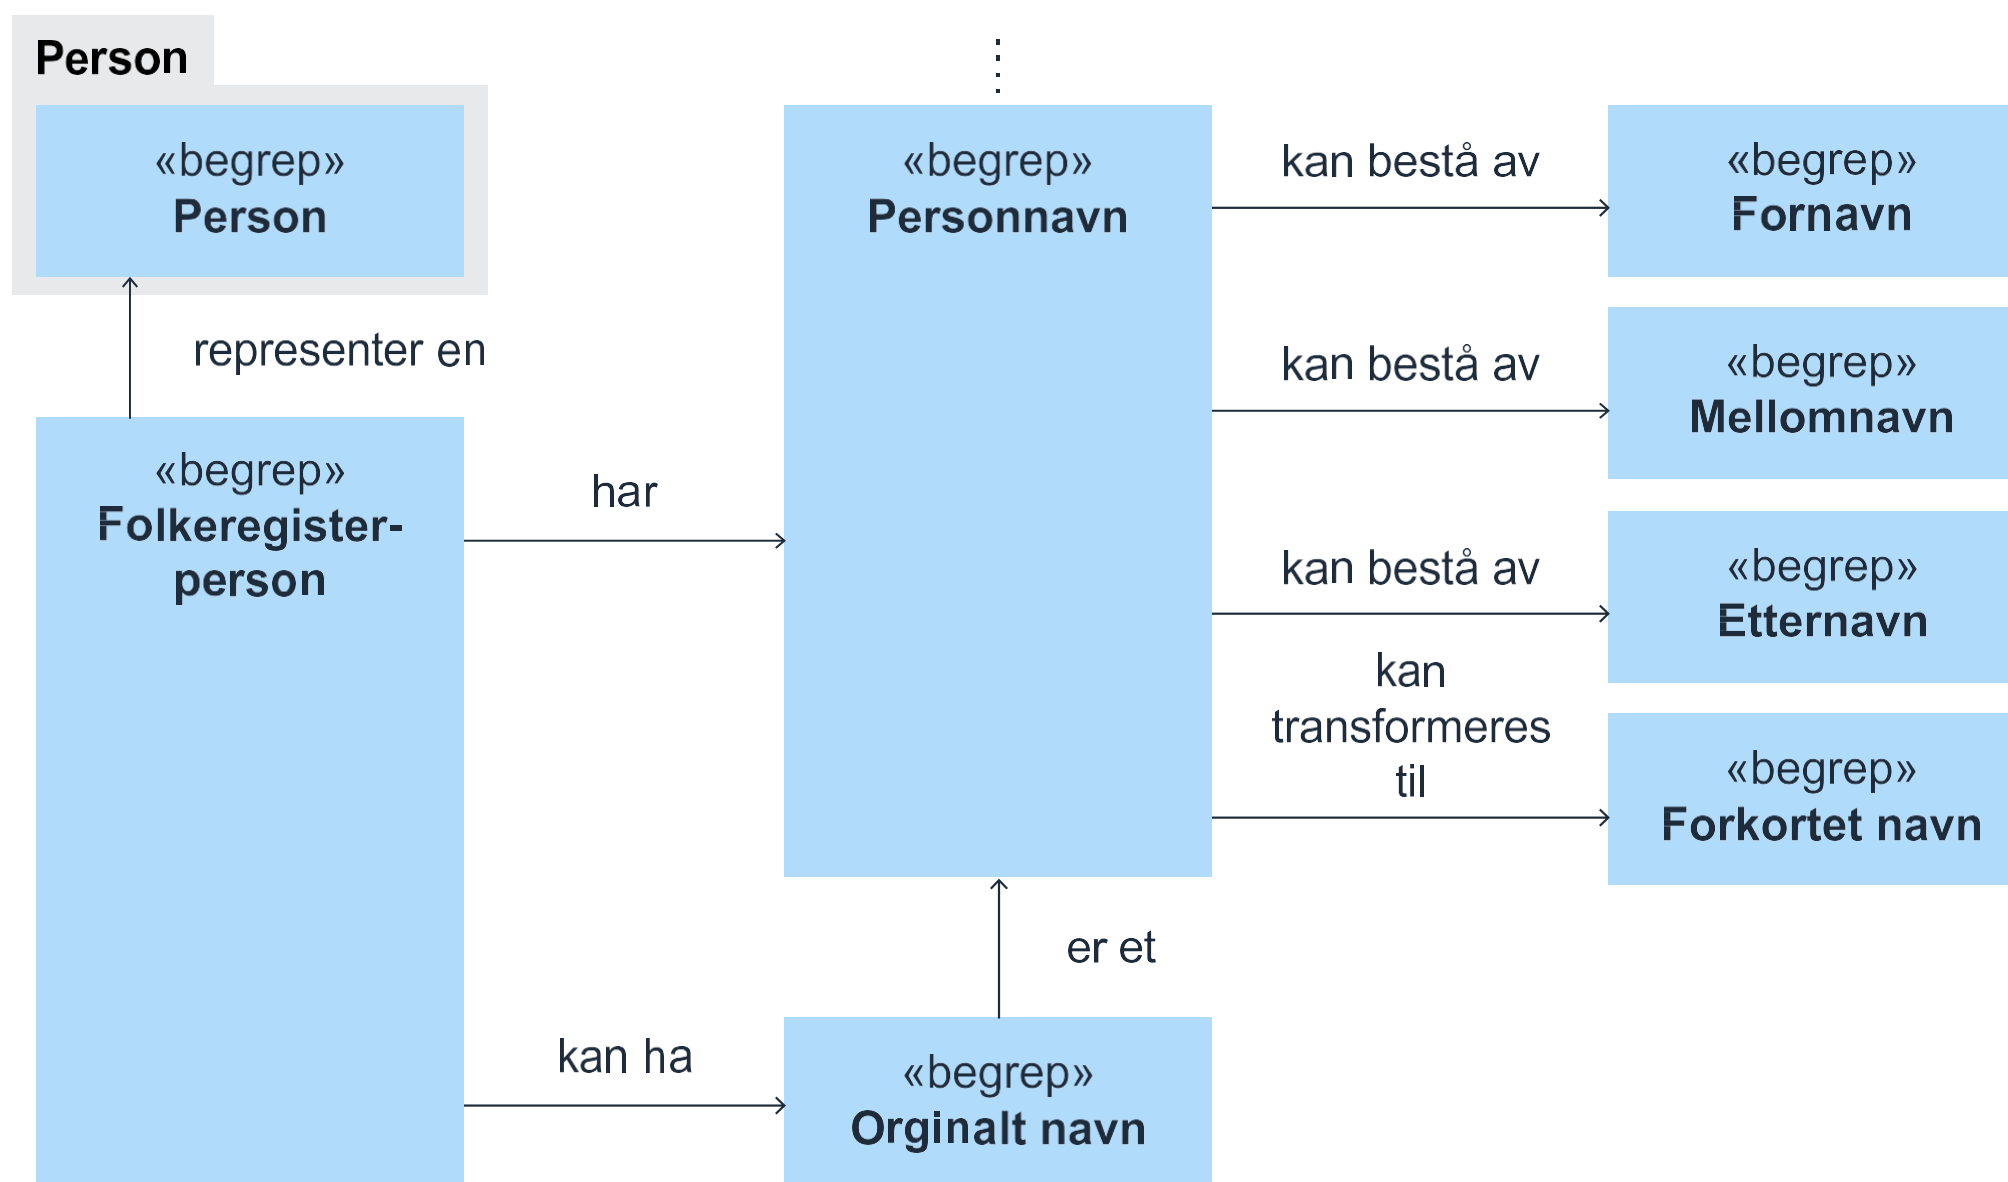 Person
«begrep»
Person
representer en
«begrep»
Folkeregister-
person
har
kan ha
«begrep»
Personnavn
er et
«begrep»
Orginalt navn
kan bestå av
«begrep»
Fornavn
kan bestå av
«begrep»
Mellomnavn
kan bestå av
«begrep»
Etternavn
kan
transformeres
til
«begrep»
Forkortet navn